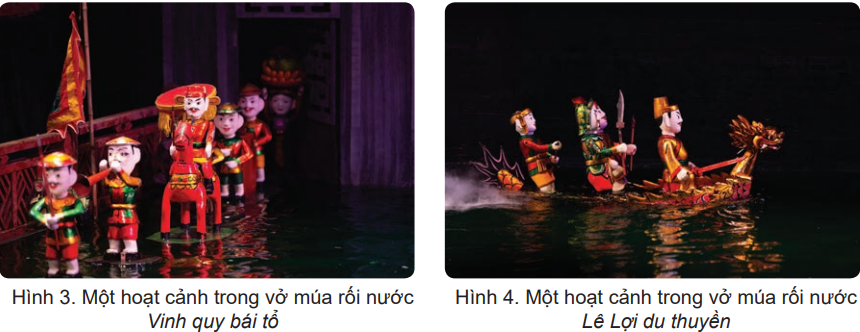 Hình 3. Một hoạt cảnh trong vở múa rối nước
Vinh quy bái tổ
Hình 4. Một hoạt cảnh trong vở múa rối nước
Lê Lợi du thuyền